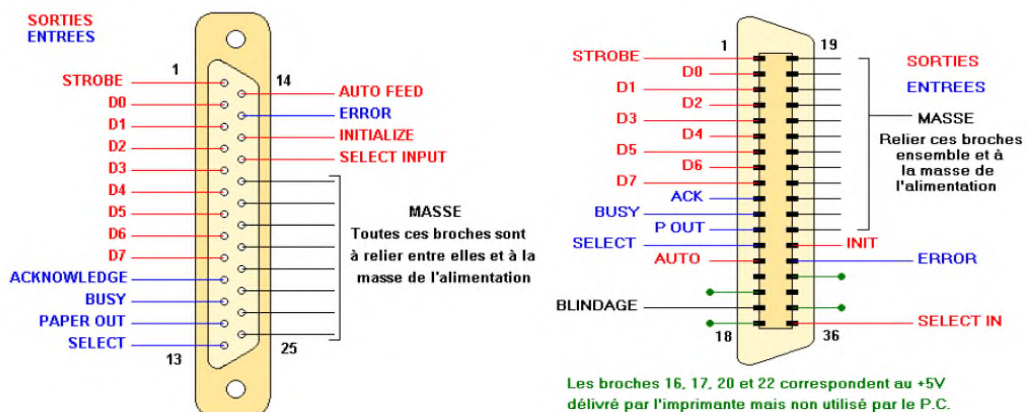 SORTIES
ENTREES
1
14
STROBE
D0
D1
D2
D3
D4
D5
D6
D7
ACKNOWLEDGE
BUSY
PAPER OUT
SELECT
13
25
AUTO FEED
ERROR
INITIALIZE
SELECT INPUT
MASSE
Toutes ces broches sont
à relier entre elles et à la
masse de l'alimentation
1
19
STROBE
D0
D1
D2
D3
D4
D5
D6
D7
ACK
BUSY
P OUT
SELECT
AUTO
BLINDAGE
18
36
SORTIES
ENTREES
MASSE
Relier ces broches
ensemble et à
la masse de
l'alimentation
INIT
ERROR
SELECT IN
Les broches 16, 17, 20 et 22 correspondent au +5V
délivré par l'imprimante mais non utilisé par le P.C.